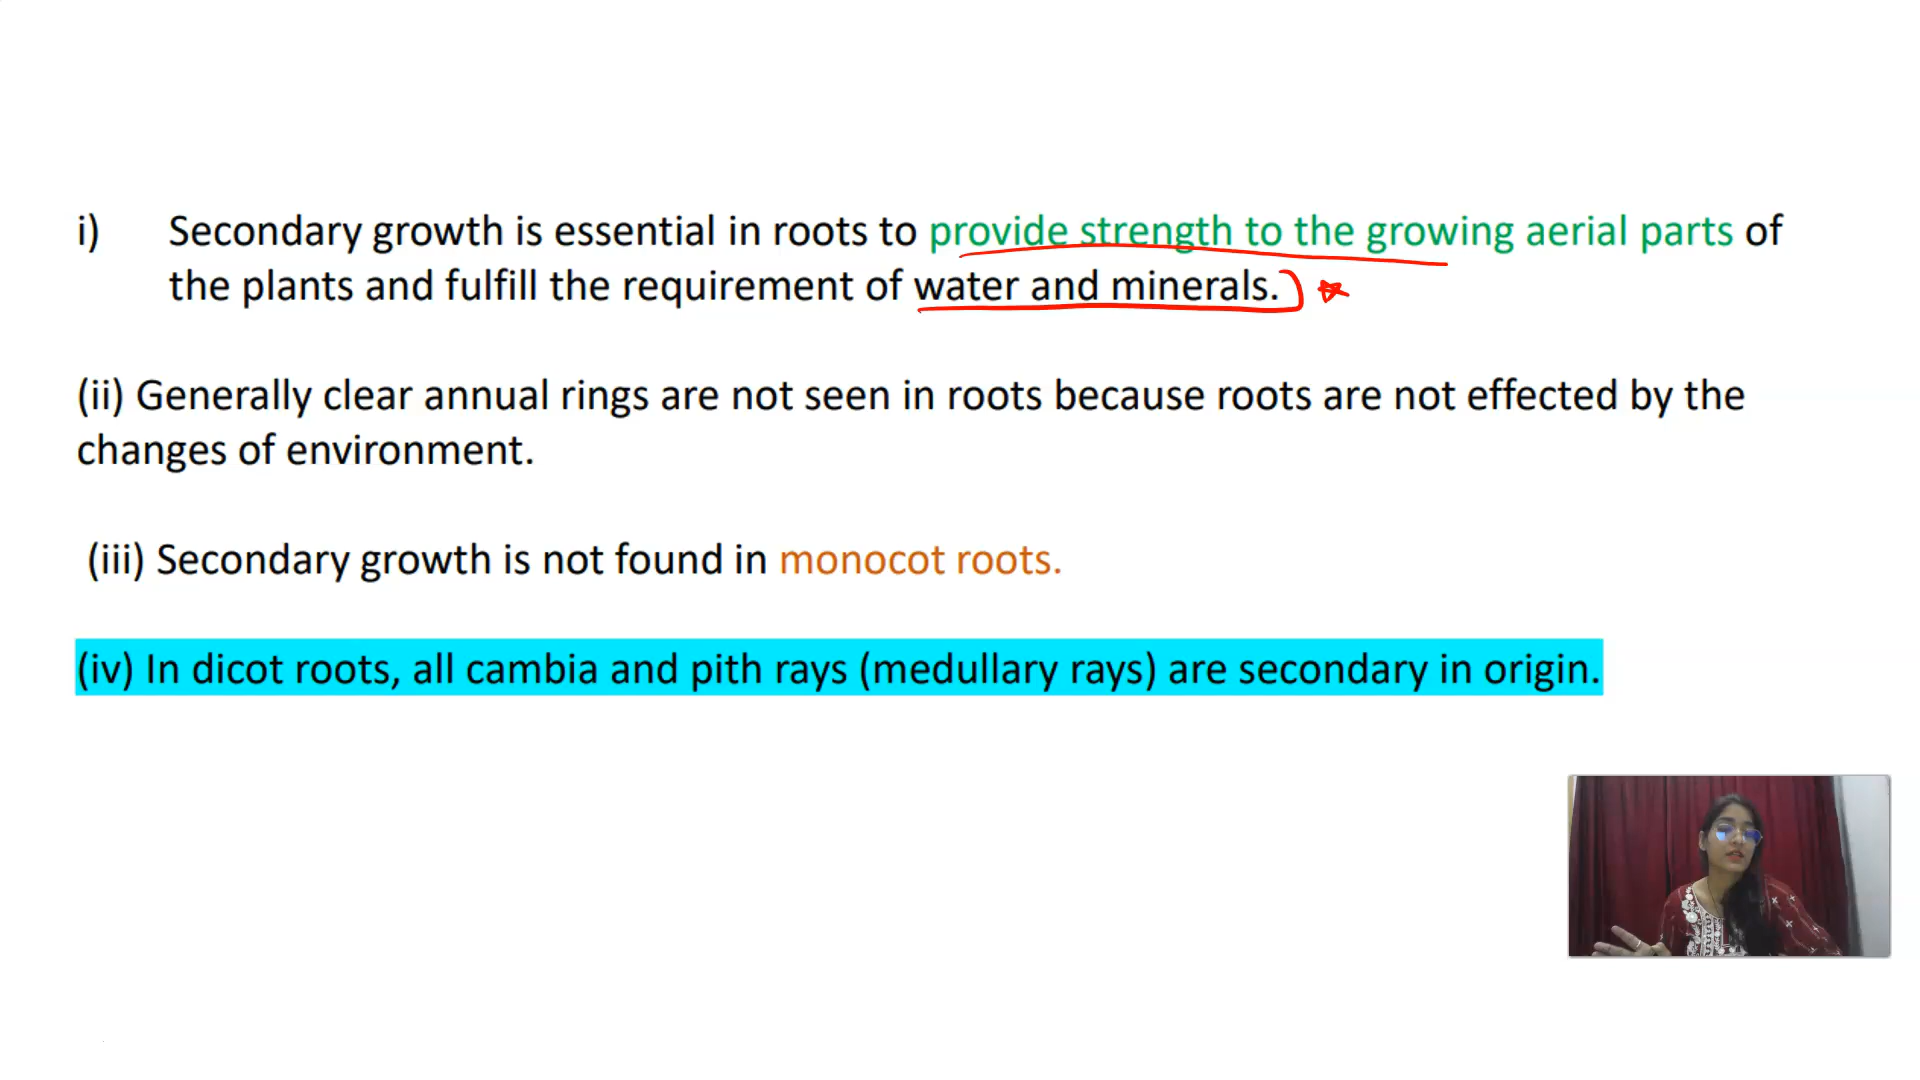 i) Secondary growth is essential in roots to provide strength to the growing aerial parts of
the plants and fulfill the requirement of water and minerals.
(ii) Generally clear annual rings are not seen in roots because roots are not effected by the
changes of environment.
(iii) Secondary growth is not found in monocot roots.
(iv) In dicot roots, all cambia and pith rays (medullary rays) are secondary in origin.